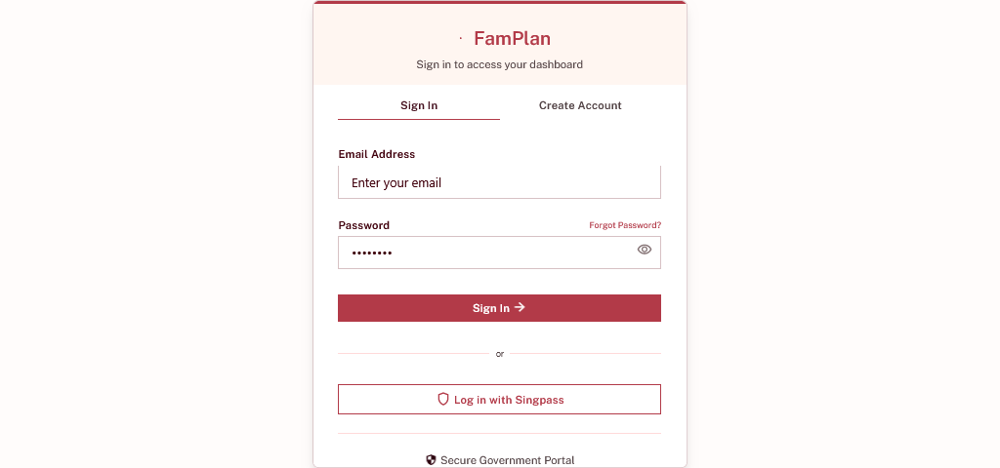 FamPlan
Sign in to access your dashboard
Sign In
Create Account
Email Address
Enter your email
Password
Forgot Password?
••••••••
Sign In →
or
Log in with Singpass
Secure Government Portal